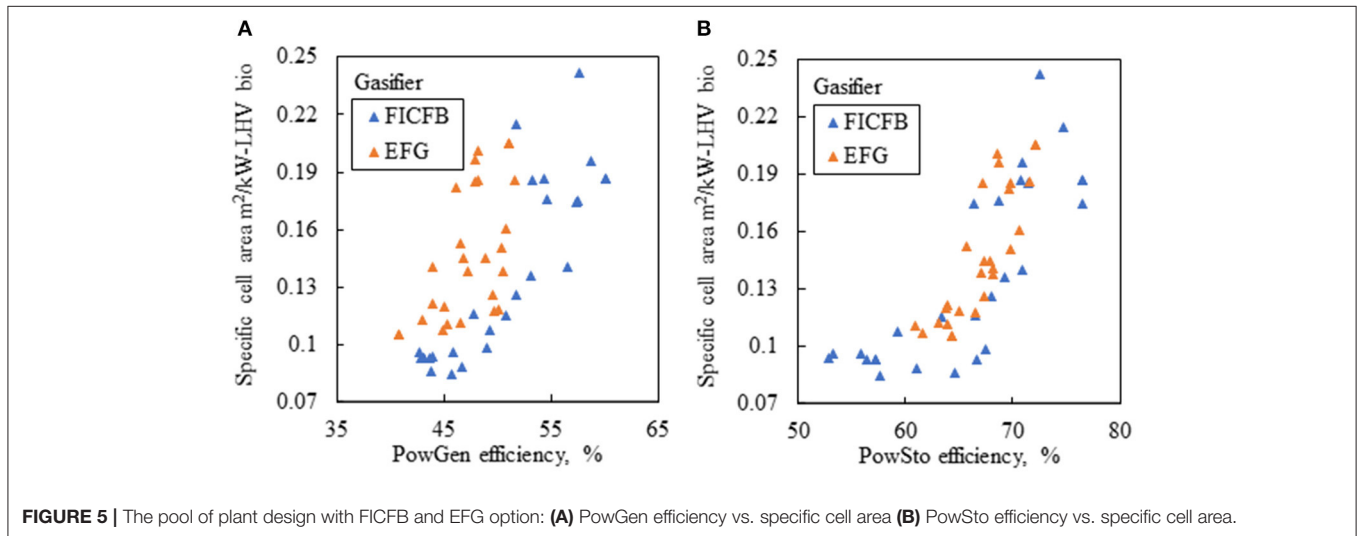 A
Specific cell area m²/kW-LHV bio
0.25
0.22
0.19
0.16
0.13
0.1
0.07
Gasifier
FICFB
EFG
35 45 55 65
PowGen efficiency, %
B
Specific cell area m²/kW-LHV bio
0.25
0.22
0.19
0.16
0.13
0.1
0.07
Gasifier
FICFB
EFG
50 60 70 80
PowSto efficiency, %
FIGURE 5 | The pool of plant design with FICFB and EFG option: (A) PowGen efficiency vs. specific cell area (B) PowSto efficiency vs. specific cell area.